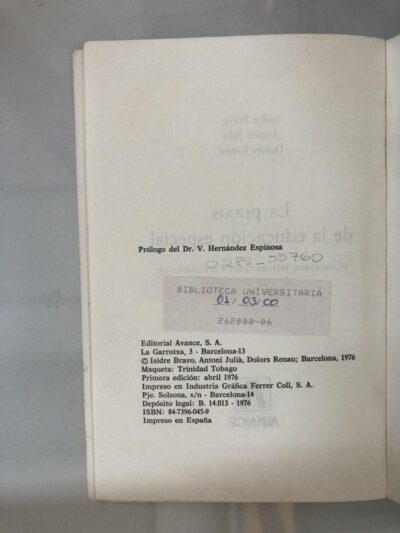 Prólogo del Dr. V. Hernández Espinosa
0285-55760
BIBLIOTECA UNIVERSITARIA
01/03/00
262000-06
Editorial Avance, S. A.
La Garrotxa, 3 - Barcelona-13
© Isidre Bravo, Antoni Julià, Dolors Renau; Barcelona, 1976
Maqueta: Trinidad Tobago
Primera edición: abril 1976
Impreso en Industria Gráfica Ferrer Coll, S. A.
Pje. Solsona, s/n - Barcelona-14
Depósito legal: B. 14.013 - 1976
ISBN: 84-7396-045-9
Impreso en España